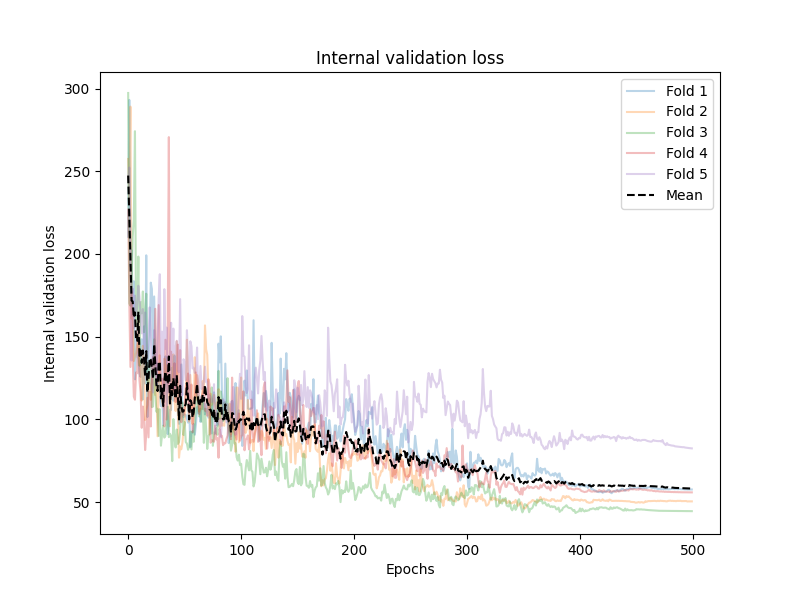 Internal validation loss
300
250
200
150
100
50
Internal validation loss
Fold 1
Fold 2
Fold 3
Fold 4
Fold 5
Mean
0
100
200
300
400
500
Epochs